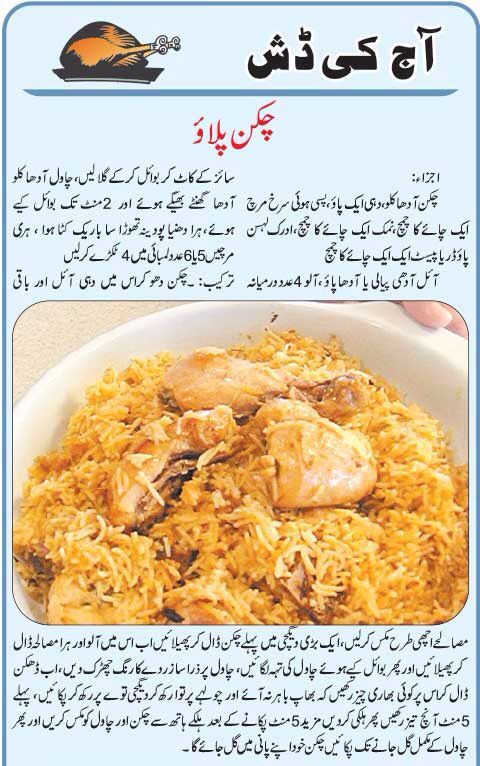 آج کی ڈش
چکن پلاؤ
اجزاء:
چکن آدھا کلو، دہی ایک پاؤ، پسی ہوئی سرخ مرچ
ایک چائے کا چمچ، نمک ایک چائے کا چمچ، ادرک لہسن
پاؤڈر یا پیسٹ ایک ایک چائے کا چمچ
آئل آدھی پیالی یا آدھا پاؤ، آلو 4 عدد درمیانہ
سائز کے کاٹ کر بوائل کرکے گلا لیں، چاول آدھا کلو
آدھا گھنٹے بھیگے ہوئے اور 2 منٹ تک بوائل کیے
ہوئے، ہرا دھنیا پودینہ تھوڑا سا باریک کٹا ہوا، ہری
مرچیں 5 یا 6 عدد لمبائی میں 4 ٹکڑے کرلیں
ترکیب:۔ چکن دھو کر اس میں دہی آئل اور باقی
مصالحے اچھی طرح مکس کرلیں، ایک بڑی دیگچی میں پہلے چکن ڈال کر پھیلائیں اب اس میں آلو اور ہرا مصالحہ ڈال
کر پھیلائیں اور پھر بوائل کیے ہوئے چاول کی تہہ لگائیں، چاول پر ذرا سا زردے کا رنگ چھڑک دیں، اب ڈھکن
ڈال کر اس پر کوئی بھاری چیز رکھیں کہ بھاپ باہر نہ آئے اور چولہے پر توا رکھ کر دیگچی توے پر رکھ کر پکائیں، پہلے
5 منٹ آنچ تیز رکھیں پھر ہلکی کردیں مزید 5 منٹ پکانے کے بعد ہلکے ہاتھ سے چکن اور چاول کو مکس کریں اور پھر
چاول کے مکمل گل جانے تک پکائیں چکن خود اپنے پانی میں گل جائے گا۔